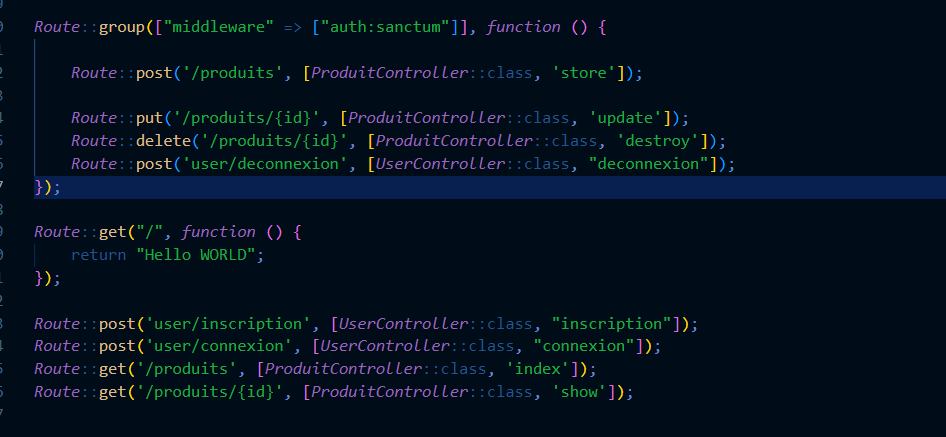 Route::group(["middleware" => ["auth:sanctum"]], function () {
Route::post('/produits', [ProduitController::class, 'store']);
Route::put('/produits/{id}', [ProduitController::class, 'update']);
Route::delete('/produits/{id}', [ProduitController::class, 'destroy']);
Route::post('user/deconnexion', [UserController::class, "deconnexion"]);
});
Route::get("/", function () {
return "Hello WORLD";
});
Route::post('user/inscription', [UserController::class, "inscription"]);
Route::post('user/connexion', [UserController::class, "connexion"]);
Route::get('/produits', [ProduitController::class, 'index']);
Route::get('/produits/{id}', [ProduitController::class, 'show']);